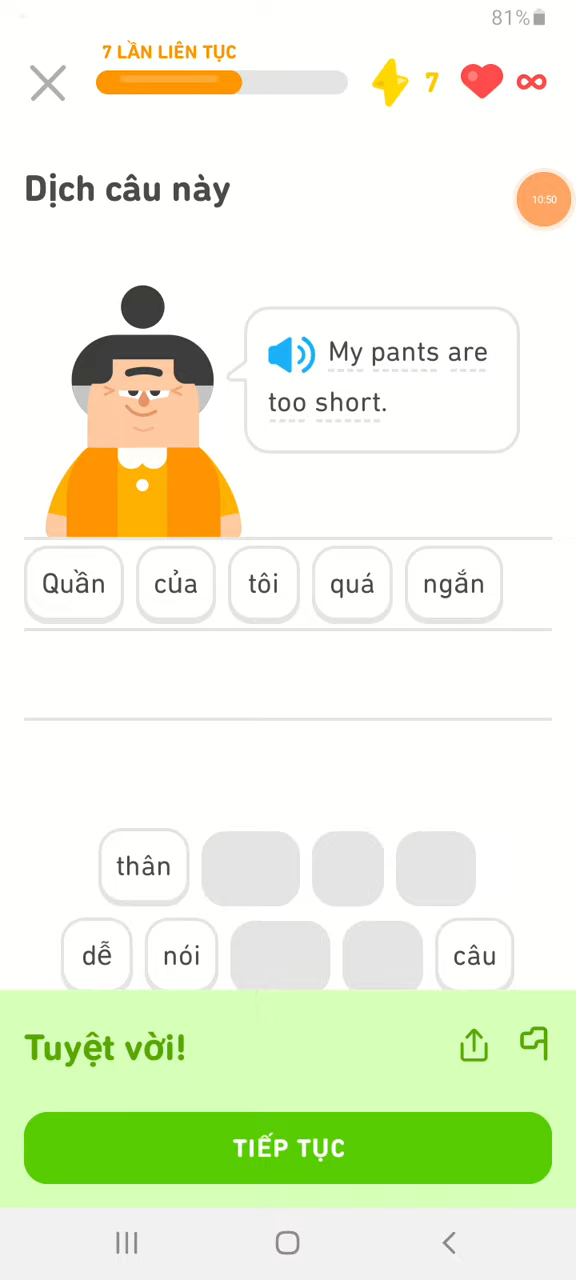 81%
7 LẦN LIÊN TỤC
7
∞
Dịch câu này
10:50
My pants are
too short.
Quần của tôi quá ngắn
thân
dễ nói câu
Tuyệt vời!
TIẾP TỤC